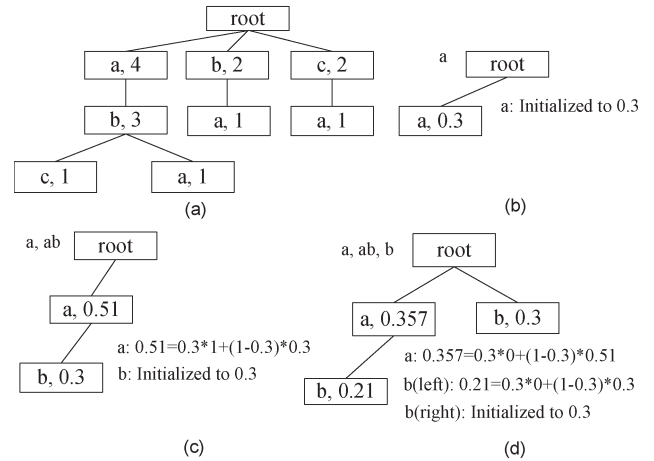 root
a, 4
b, 2
c, 2
b, 3
a, 1
a, 1
c, 1
a, 1
(a)
a
root
a, 0.3
a: Initialized to 0.3
(b)
a, ab
root
a, 0.51
a: 0.51=0.3*1+(1-0.3)*0.3
b, 0.3
b: Initialized to 0.3
(c)
a, ab, b
root
a, 0.357
b, 0.3
a: 0.357=0.3*0+(1-0.3)*0.51
b, 0.21
b(left): 0.21=0.3*0+(1-0.3)*0.3
b(right): Initialized to 0.3
(d)